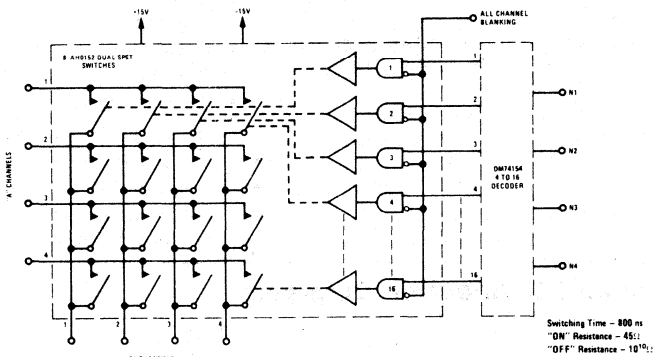 -15V
-15V
ALL CHANNEL
BLANKING
8 AH0152 DUAL SPST
SWITCHES
1
2
3
4
"A" CHANNELS
1
2
3
4
16
1
2
3
4
16
DM74154
4 TO 16
DECODER
N1
N2
N3
N4
1
2
3
4
Switching Time – 800 ns
"ON" Resistance – 45Ω
"OFF" Resistance – 10¹⁰Ω